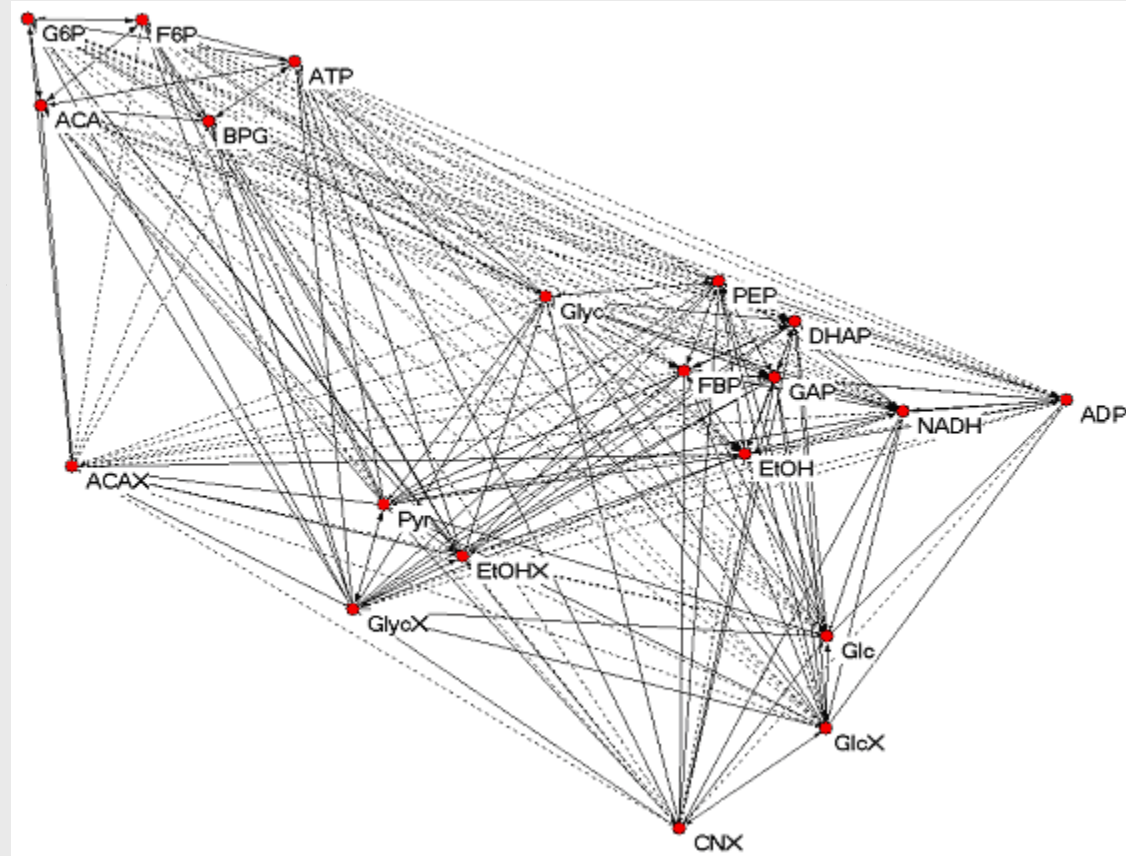 G6P
F6P
ATP
ACA
BPG
PEP
Glyc
DHAP
FBP
GAP
ADP
NADH
EtOH
ACAX
Pyr
EtOHX
GlycX
Glc
GlcX
CNX